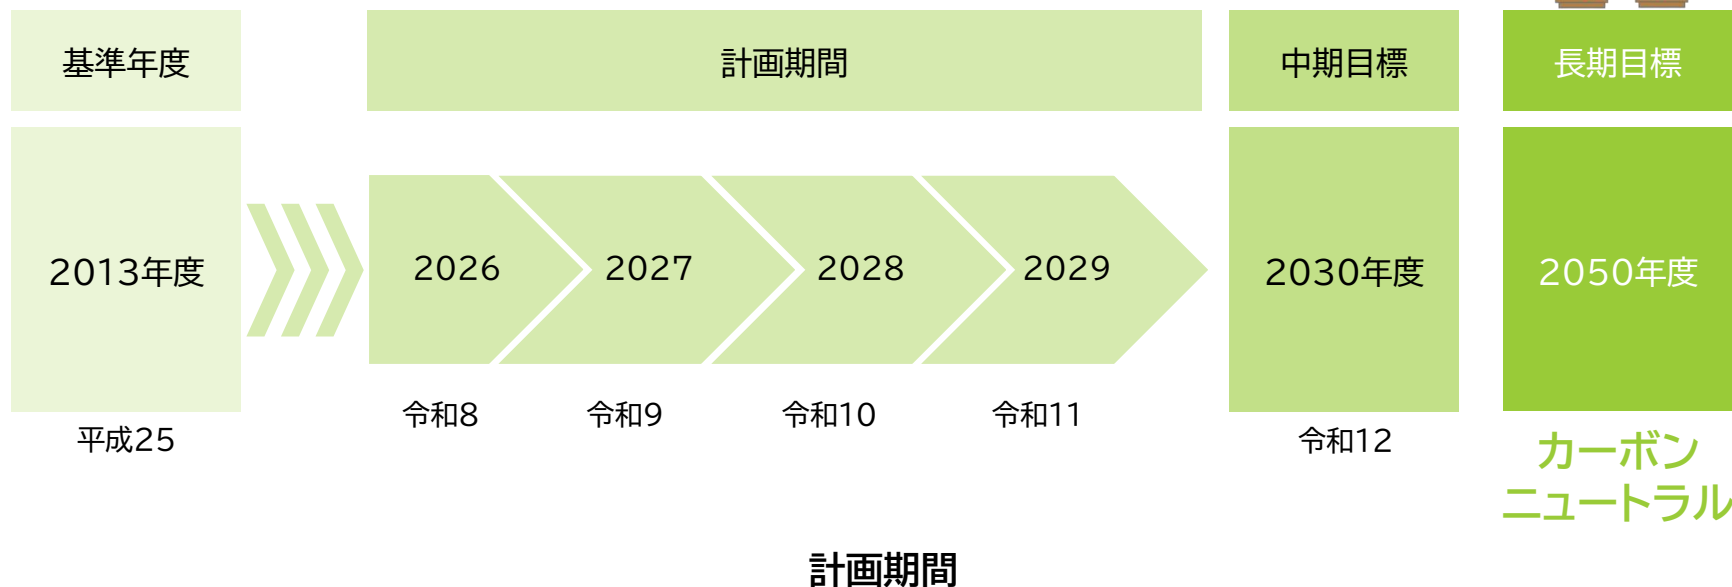 基準年度
計画期間
中期目標
長期目標
2013年度
2026
2027
2028
2029
2030年度
2050年度
平成25
令和8
令和9
令和10
令和11
令和12
カーボン
ニュートラル
計画期間